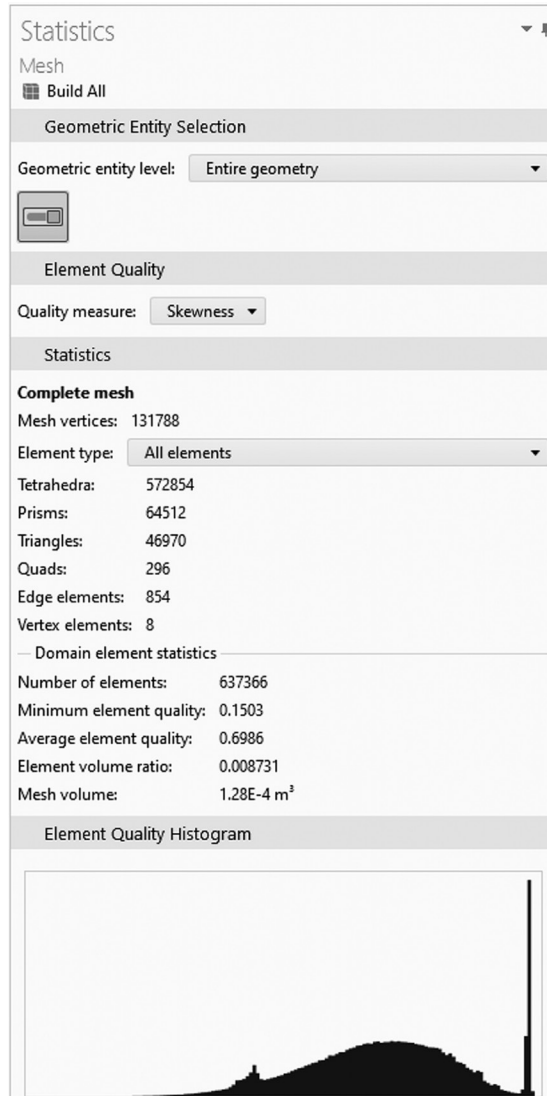 Statistics
Mesh
Build All
Geometric Entity Selection
Geometric entity level: Entire geometry
Element Quality
Quality measure: Skewness
Statistics
Complete mesh
Mesh vertices: 131788
Element type: All elements
Tetrahedra: 572854
Prisms: 64512
Triangles: 46970
Quads: 296
Edge elements: 854
Vertex elements: 8
Domain element statistics
Number of elements: 637366
Minimum element quality: 0.1503
Average element quality: 0.6986
Element volume ratio: 0.008731
Mesh volume: 1.28E-4 m³
Element Quality Histogram